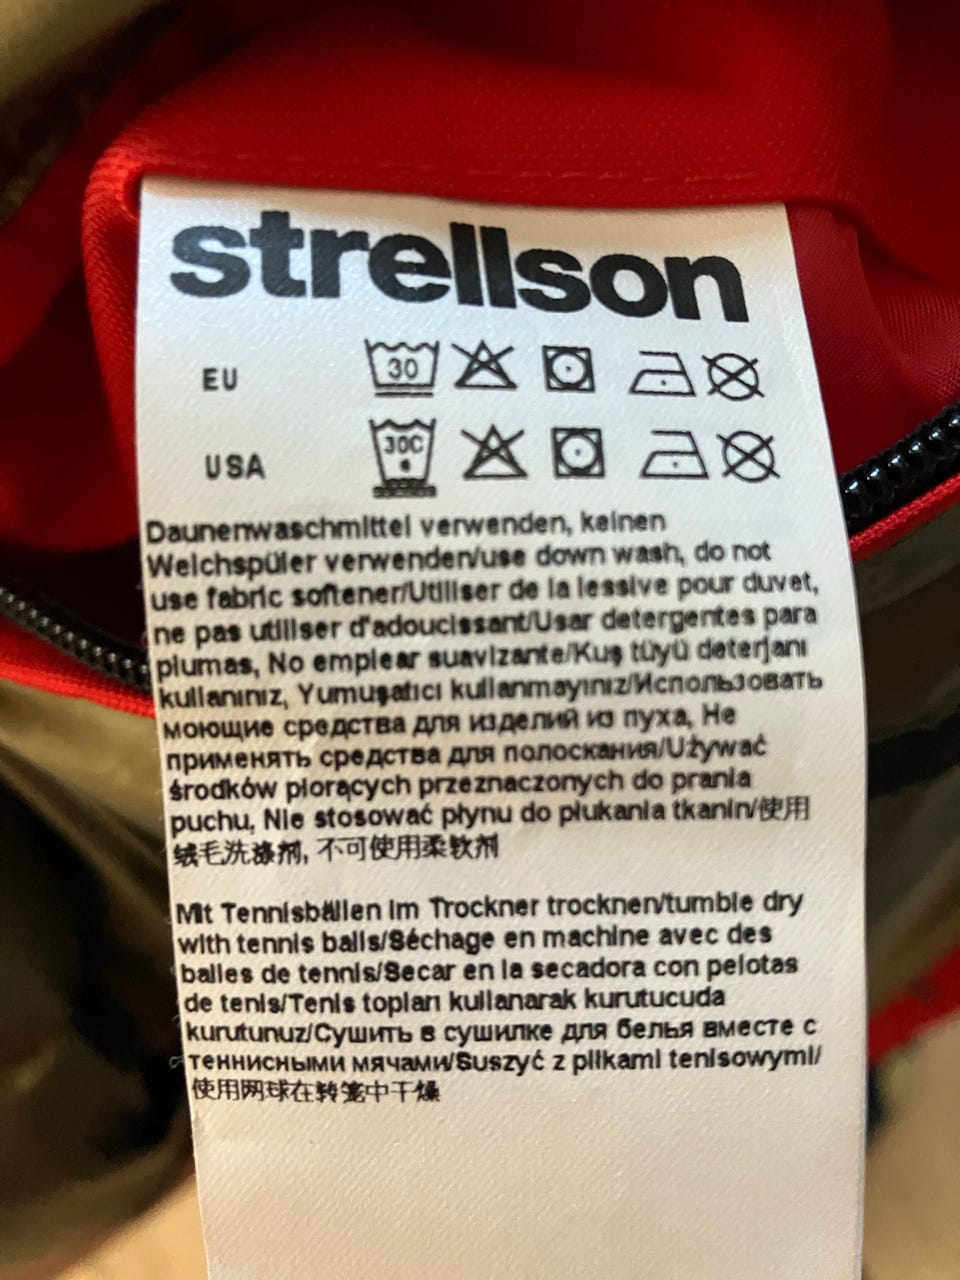 strellson
EU 30
USA 30C
Daunenwaschmittel verwenden, keinen
Weichspüler verwenden/use down wash, do not
use fabric softener/Utiliser de la lessive pour duvet,
ne pas utiliser d'adoucissant/Usar detergentes para
plumas, No emplear suavizante/Kuş tüyü deterjanı
kullanınız, Yumuşatıcı kullanmayınız/Использовать
моющие средства для изделий из пуха, Не
применять средства для полоскания/Używać
środków piorących przeznaczonych do prania
puchu, Nie stosować płynu do płukania tkanin/使用
绒毛洗涤剂, 不可使用柔软剂
Mit Tennisbällen im Trockner trocknen/tumble dry
with tennis balls/Séchage en machine avec des
balles de tennis/Secar en la secadora con pelotas
de tenis/Tenis topları kullanarak kurutucuda
kurutunuz/Сушить в сушилке для белья вместе с
теннисными мячами/Suszyć z piłkami tenisowymi/
使用网球在转笼中干燥